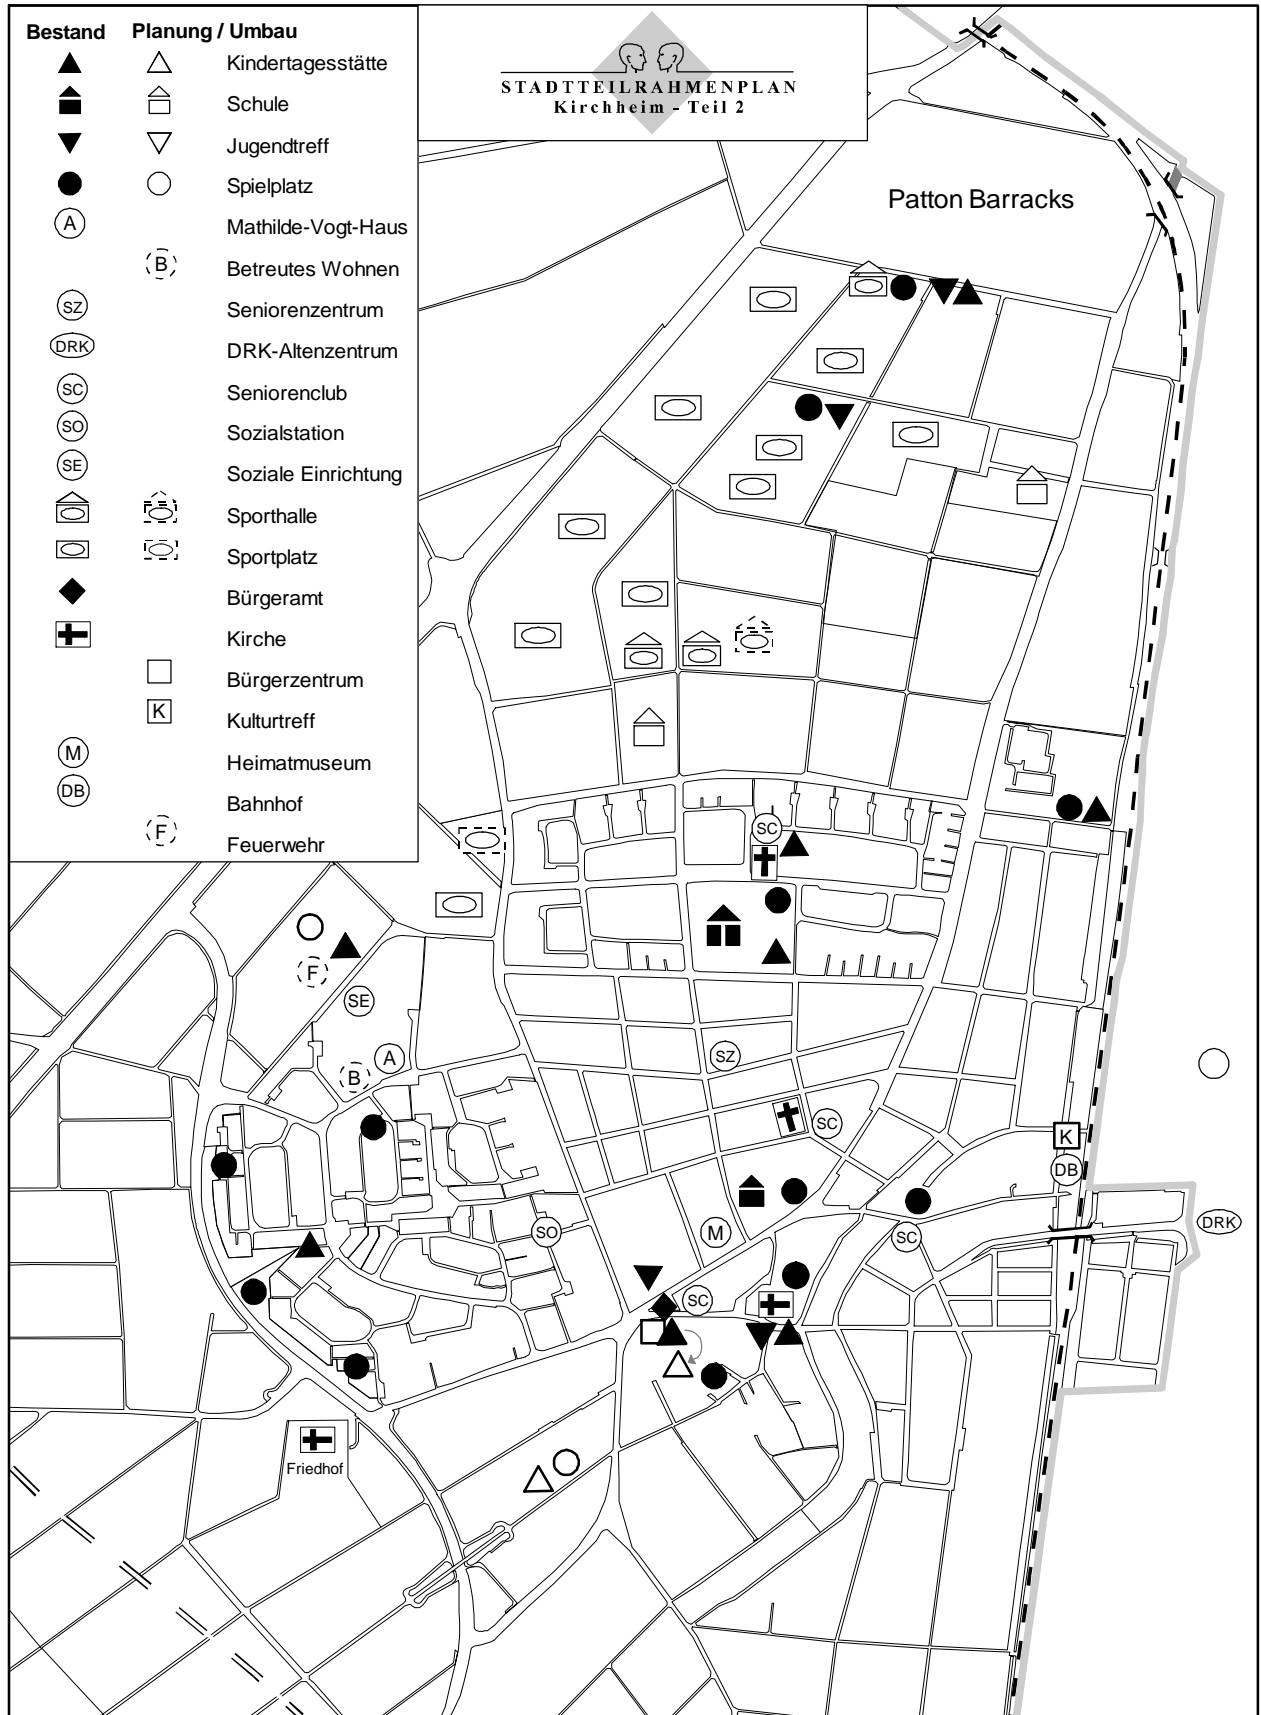 Bestand Planung / Umbau
Kindertagesstätte
Schule
Jugendtreff
Spielplatz
A Mathilde-Vogt-Haus
B Betreutes Wohnen
SZ Seniorenzentrum
DRK DRK-Altenzentrum
SC Seniorenclub
SO Sozialstation
SE Soziale Einrichtung
Sporthalle
Sportplatz
Bürgeramt
Kirche
Bürgerzentrum
K Kulturtreff
M Heimatmuseum
DB Bahnhof
F Feuerwehr
STADTTEILRAHMENPLAN
Kirchheim - Teil 2
Patton Barracks
SC
F
SE
A
SZ
B
SC
K
DB
DRK
SO
M
SC
SC
Friedhof